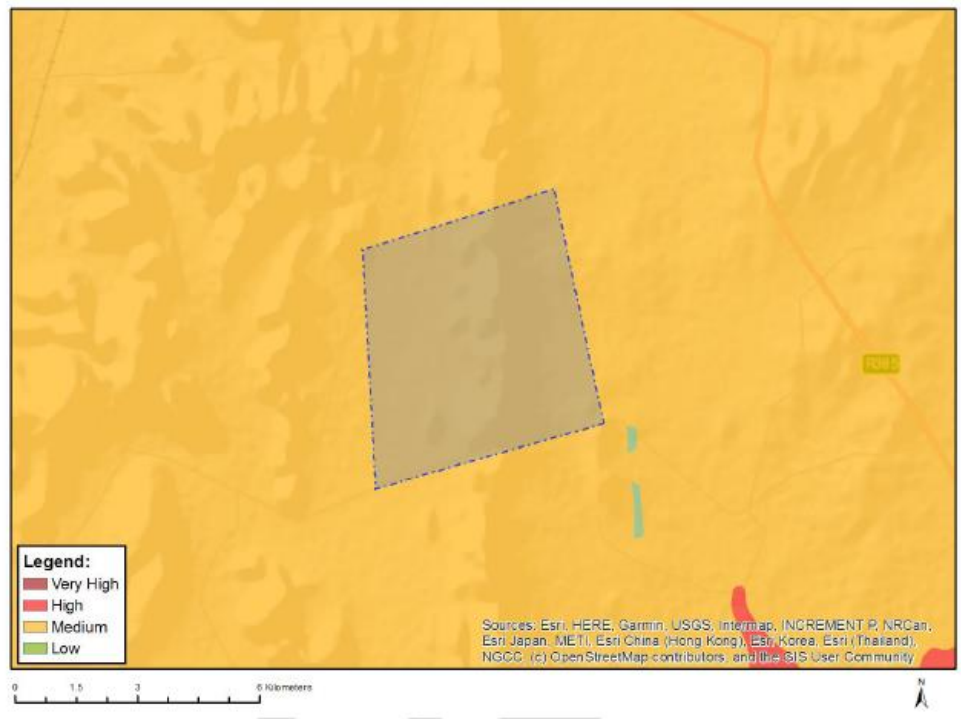 R385
Legend:
Very High
High
Medium
Low
Sources: Esri, HERE, Garmin, USGS, Intermap, INCREMENT P, NRCan,
Esri Japan, METI, Esri China (Hong Kong), Esri Korea, Esri (Thailand),
NGCC, (c) OpenStreetMap contributors, and the GIS User Community
0 1.5 3 6 Kilometers
N